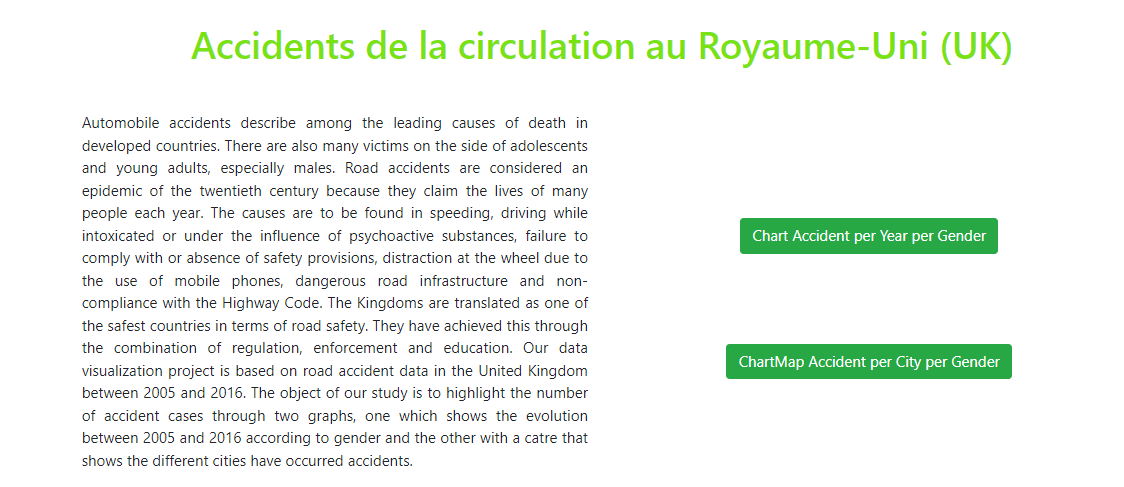 Accidents de la circulation au Royaume-Uni (UK)
Automobile accidents describe among the leading causes of death in
developed countries. There are also many victims on the side of adolescents
and young adults, especially males. Road accidents are considered an
epidemic of the twentieth century because they claim the lives of many
people each year. The causes are to be found in speeding, driving while
intoxicated or under the influence of psychoactive substances, failure to
comply with or absence of safety provisions, distraction at the wheel due to
the use of mobile phones, dangerous road infrastructure and non-
compliance with the Highway Code. The Kingdoms are translated as one of
the safest countries in terms of road safety. They have achieved this through
the combination of regulation, enforcement and education. Our data
visualization project is based on road accident data in the United Kingdom
between 2005 and 2016. The object of our study is to highlight the number
of accident cases through two graphs, one which shows the evolution
between 2005 and 2016 according to gender and the other with a catre that
shows the different cities have occurred accidents.
Chart Accident per Year per Gender
ChartMap Accident per City per Gender